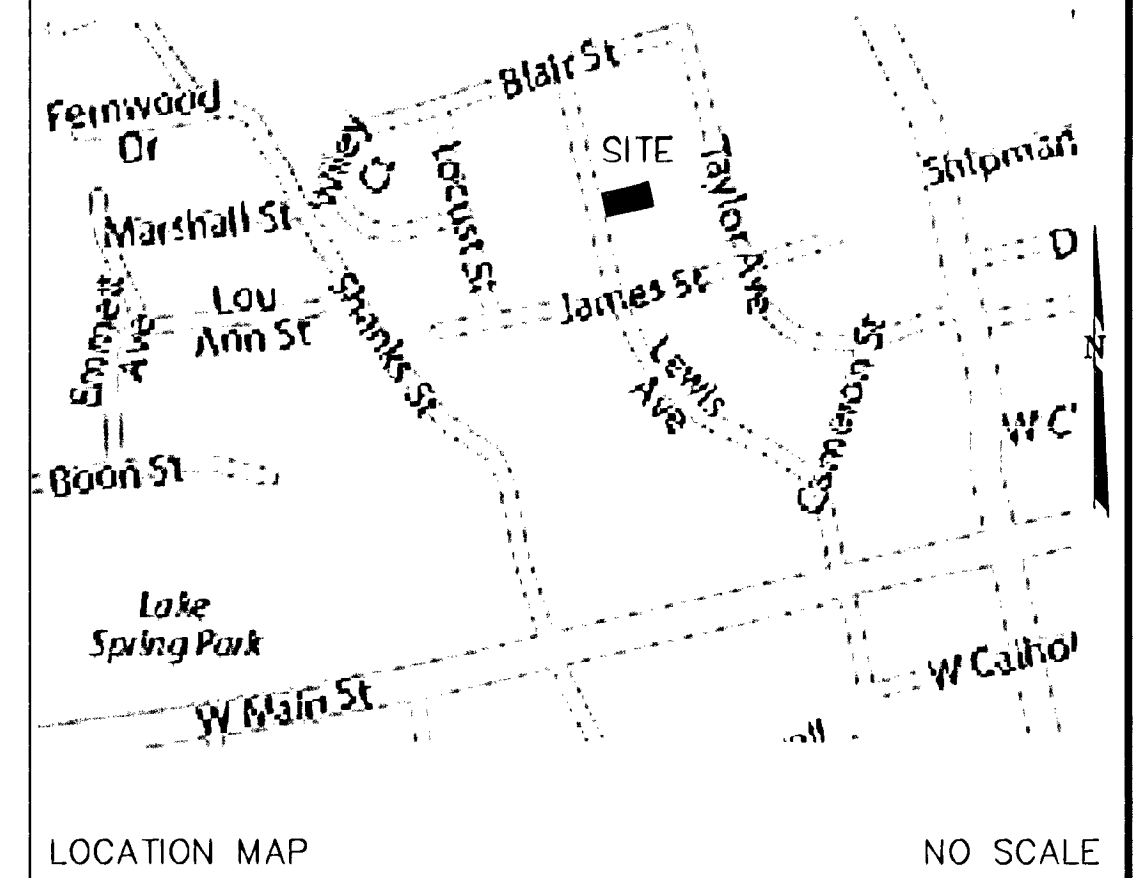 Blair St
Fernwood
Dr
SITE
Wiley
Ct
Locust St
Taylor Ave
Shipman
Marshall St
D
Lou
Ann St
Shanks St
James St
Emmett
Ave
N
Lewis
Ave
Cameron St
W C
Boon St
Lake
Spring Park
W Main St
W Calhoʹ
LOCATION MAP
NO SCALE